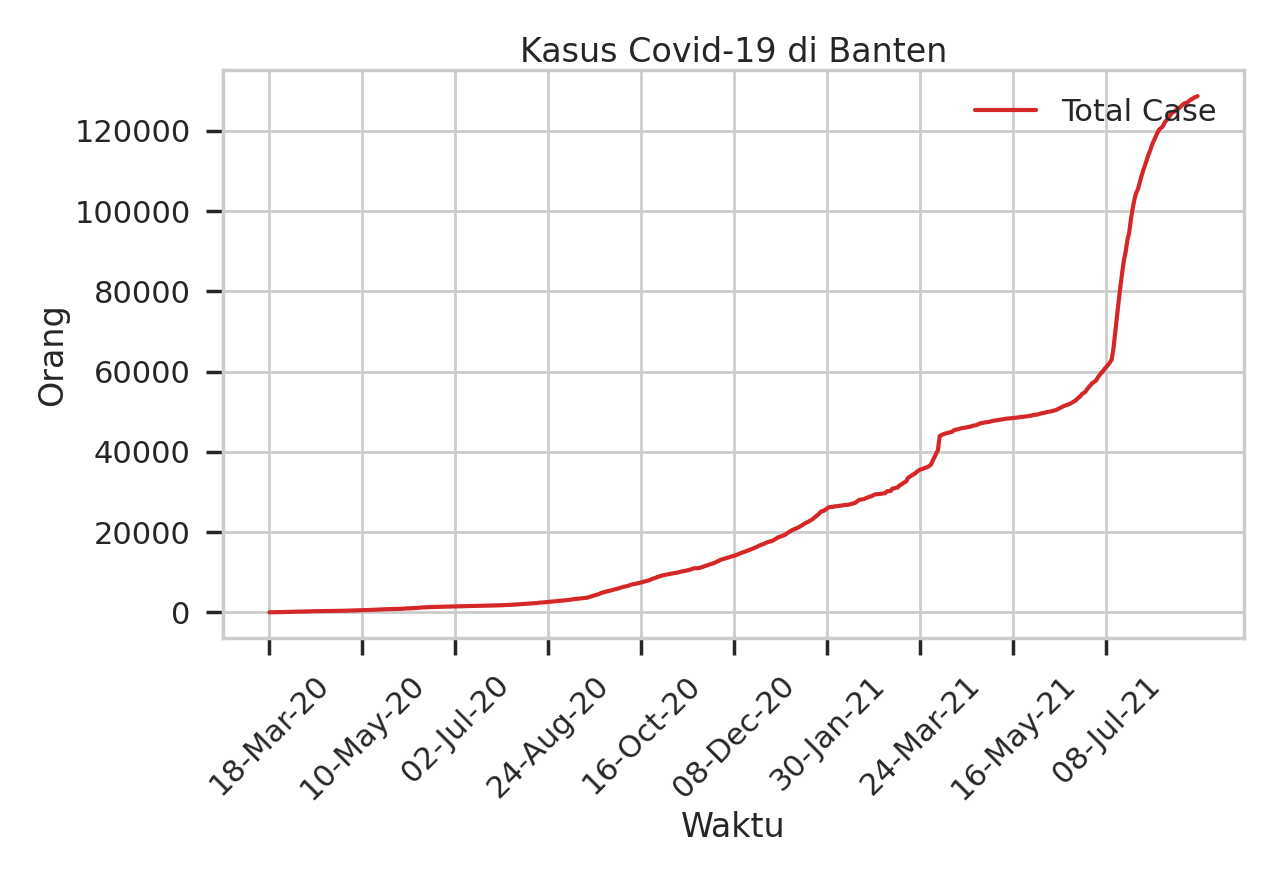 Kasus Covid-19 di Banten
Total Case
Orang
120000
100000
80000
60000
40000
20000
0
18-Mar-20
10-May-20
02-Jul-20
24-Aug-20
16-Oct-20
08-Dec-20
30-Jan-21
24-Mar-21
16-May-21
08-Jul-21
Waktu